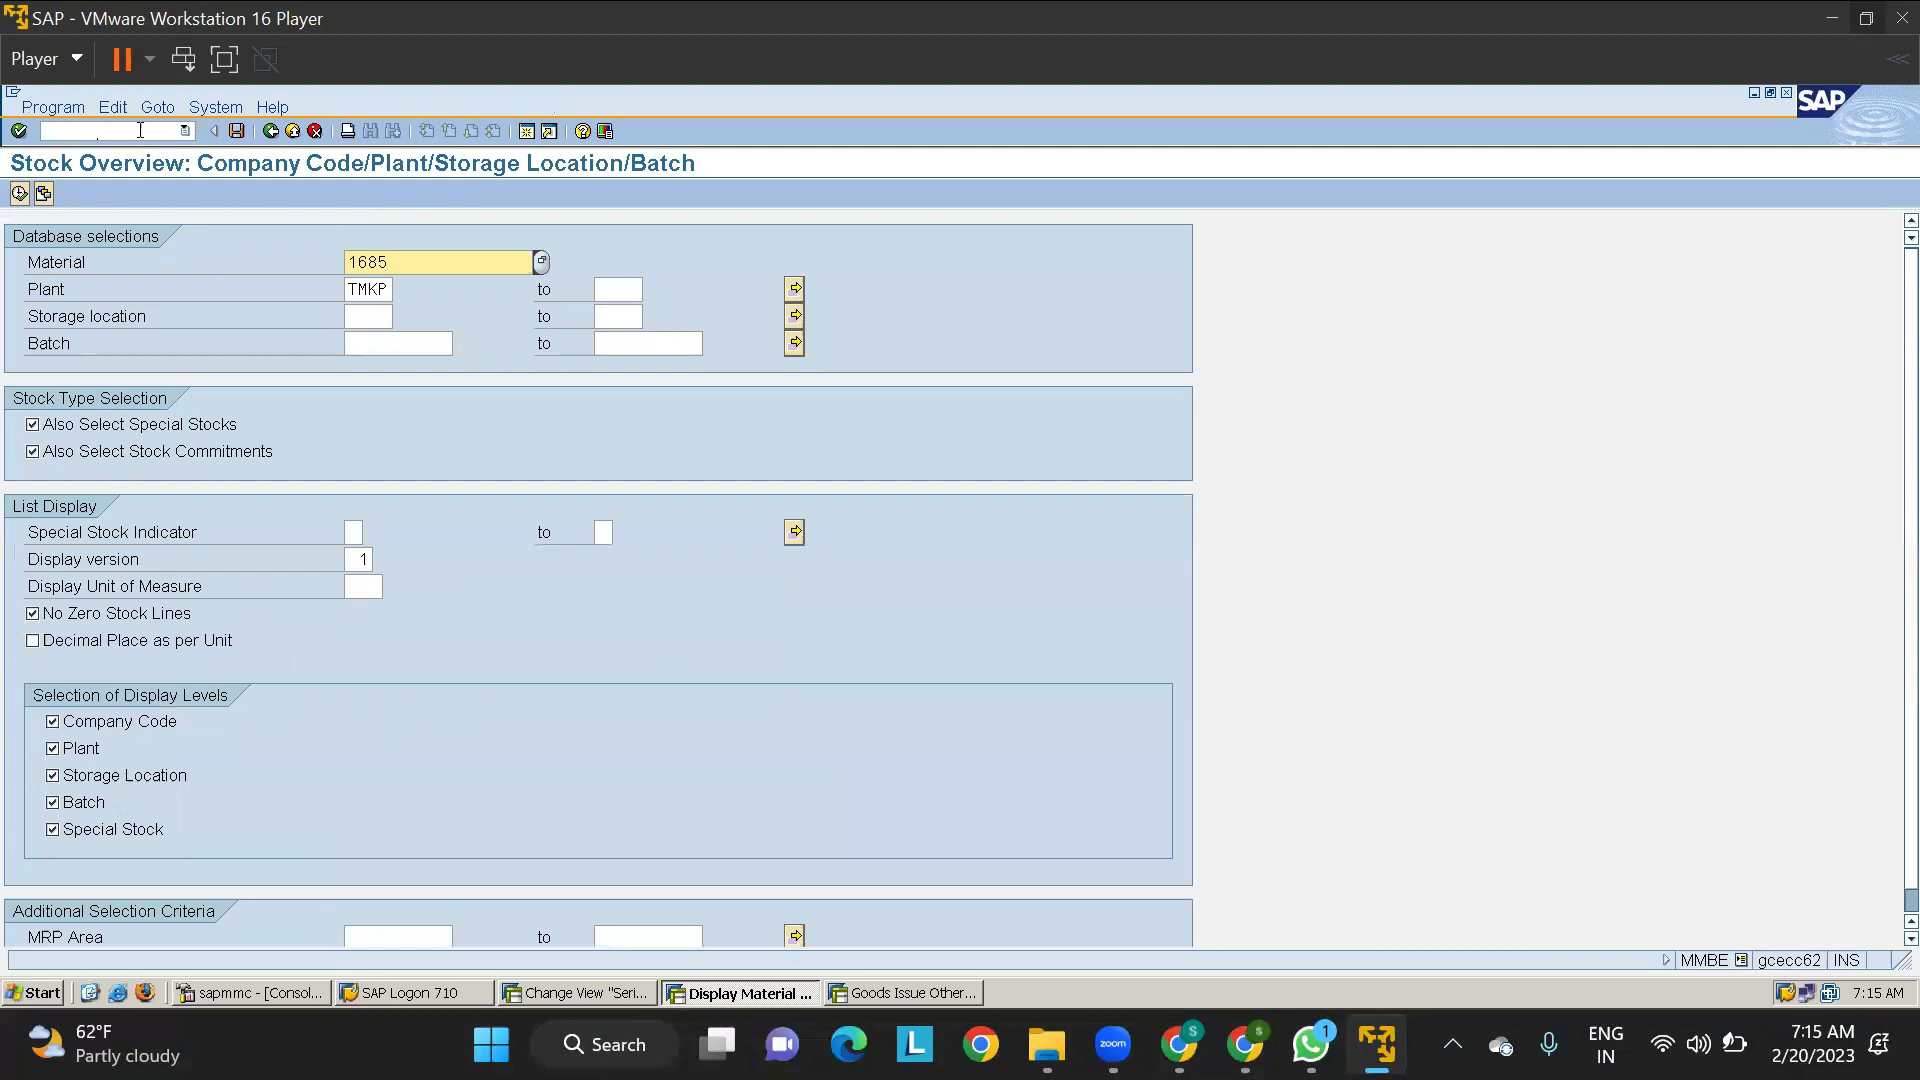 SAP - VMware Workstation 16 Player
Player
Program Edit Goto System Help
SAP
Stock Overview: Company Code/Plant/Storage Location/Batch
Database selections
Material 1685
Plant TMKP to
Storage location to
Batch to
Stock Type Selection
Also Select Special Stocks
Also Select Stock Commitments
List Display
Special Stock Indicator to
Display version 1
Display Unit of Measure
No Zero Stock Lines
Decimal Place as per Unit
Selection of Display Levels
Company Code
Plant
Storage Location
Batch
Special Stock
Additional Selection Criteria
MRP Area to
MMBE gcecc62 INS
Start sapmmc - [Consol... SAP Logon 710 Change View "Seri... Display Material ... Goods Issue Other... 7:15 AM
62°F
Partly cloudy
Search
L
zoom
S
$
1
ENG
IN
7:15 AM
2/20/2023